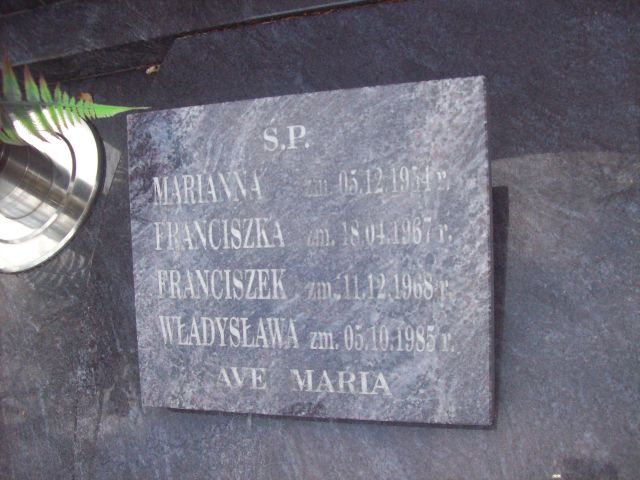 Ś.P.
MARIANNA zm. 05.12.1954 r.
FRANCISZKA zm. 18.04.1967 r.
FRANCISZEK zm. 11.12.1968 r.
WŁADYSŁAWA zm. 05.10.1985 r.
AVE MARIA